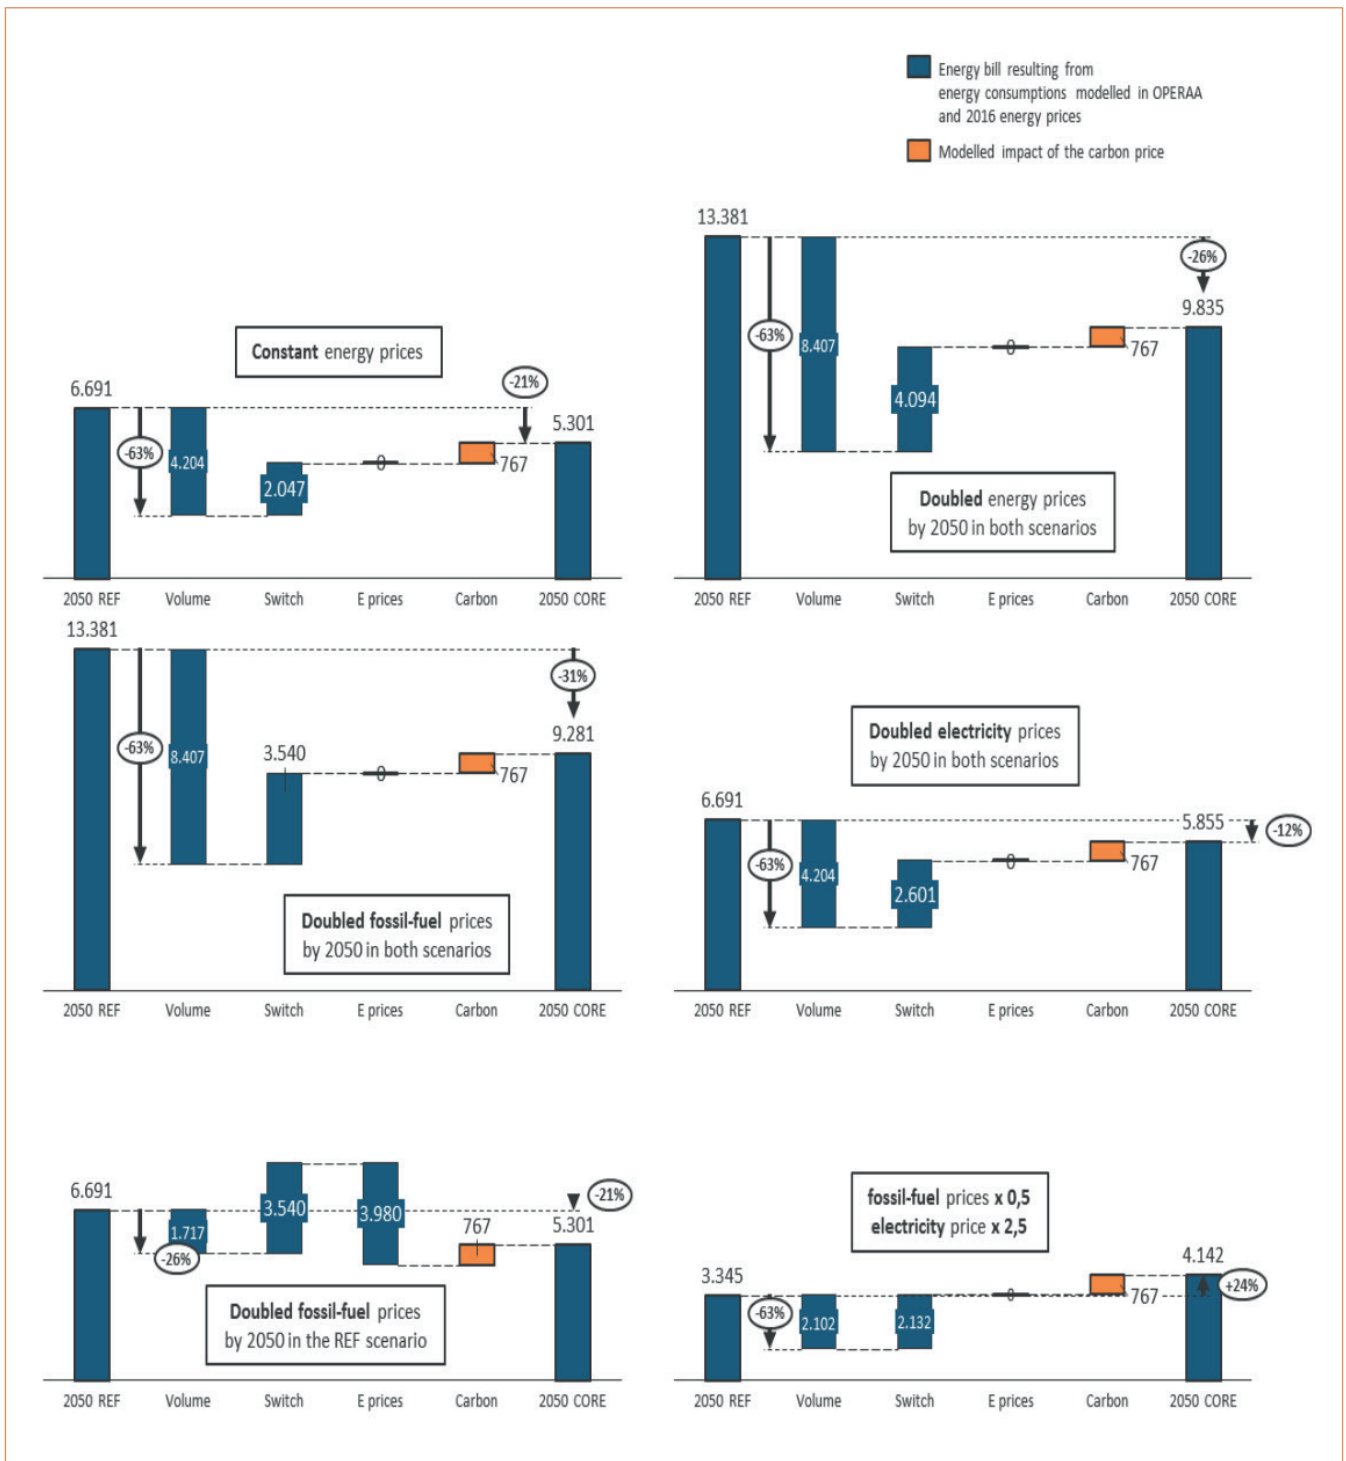 Energy bill resulting from
energy consumptions modelled in OPERAA
and 2016 energy prices
Modelled impact of the carbon price
Constant energy prices
6.691
-63%
4.204
2.047
0
767
-21%
5.301
2050 REF Volume Switch E prices Carbon 2050 CORE
13.381
-63%
8.407
4.094
0
767
-26%
9.835
Doubled energy prices
by 2050 in both scenarios
2050 REF Volume Switch E prices Carbon 2050 CORE
13.381
-63%
8.407
3.540
0
767
-31%
9.281
Doubled fossil-fuel prices
by 2050 in both scenarios
2050 REF Volume Switch E prices Carbon 2050 CORE
Doubled electricity prices
by 2050 in both scenarios
6.691
-63%
4.204
2.601
0
767
5.855
-12%
2050 REF Volume Switch E prices Carbon 2050 CORE
6.691
1.717
-26%
3.540
3.980
767
5.301
-21%
Doubled fossil-fuel prices
by 2050 in the REF scenario
2050 REF Volume Switch E prices Carbon 2050 CORE
fossil-fuel prices x 0,5
electricity price x 2,5
3.345
-63%
2.102
2.132
0
767
4.142
+24%
2050 REF Volume Switch E prices Carbon 2050 CORE